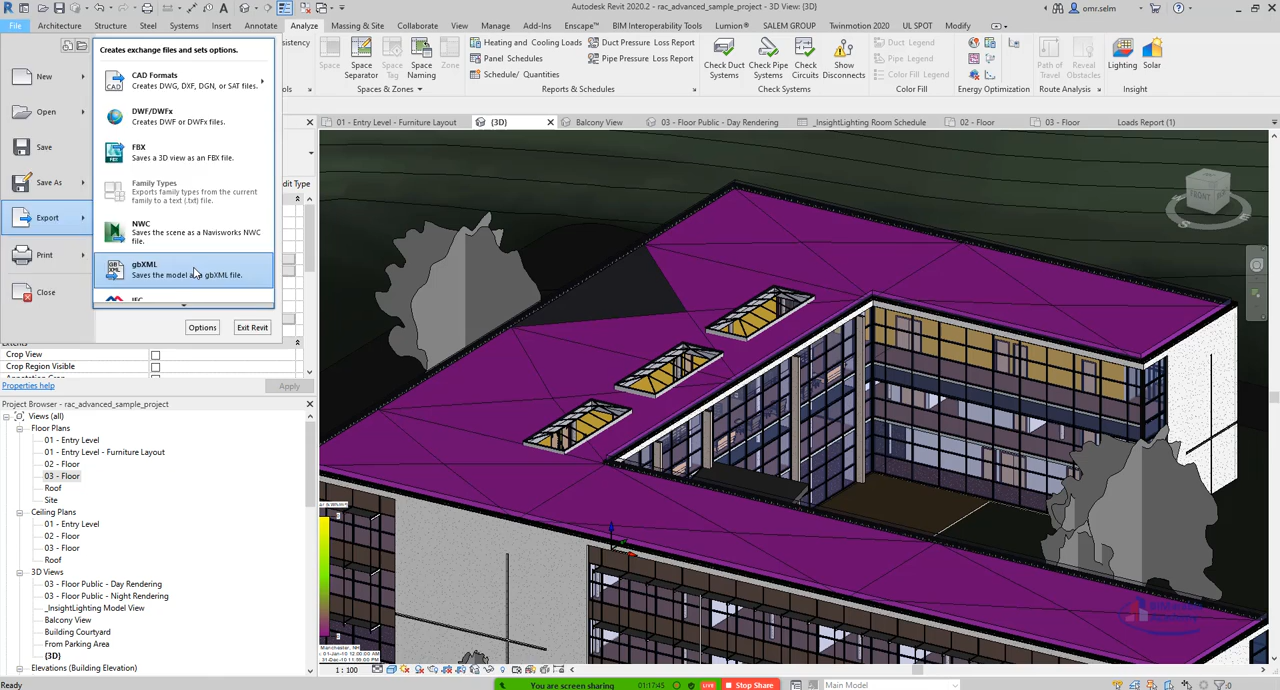 Autodesk Revit 2020.2 - rac_advanced_sample_project - 3D View: {3D}
omr.selm
File Architecture Structure Steel Precast Systems Insert Annotate Analyze Massing & Site Collaborate View Manage Add-Ins Enscape™ BIM Interoperability Tools Lumion® SALEM GROUP Twinmotion 2020 UL SPOT Modify
Creates exchange files and sets options.
New
Open
Save
Save As
Export
Print
Close
CAD Formats
Creates DWG, DXF, DGN, or SAT files.
DWF/DWFx
Creates DWF or DWFx files.
FBX
Saves a 3D view as an FBX file.
Family Types
Exports family types from the current
family to a text (.txt) file.
NWC
Saves the scene as a Navisworks NWC
file.
gbXML
Saves the model as a gbXML file.
IFC
Options
Exit Revit
sistency
Space
Space Separator
Space Tag
Space Naming
Zone
Spaces & Zones
Heating and Cooling Loads
Panel Schedules
Schedule/ Quantities
Duct Pressure Loss Report
Pipe Pressure Loss Report
Reports & Schedules
Check Duct Systems
Check Pipe Systems
Check Circuits
Show Disconnects
Check Systems
Duct Legend
Pipe Legend
Color Fill Legend
Color Fill
Energy Optimization
Path of Travel
Reveal Obstacles
Route Analysis
Lighting
Solar
Insight
01 - Entry Level - Furniture Layout
{3D}
Balcony View
03 - Floor Public - Day Rendering
_InsightLighting Room Schedule
02 - Floor
03 - Floor
Loads Report (1)
dit Type
Extents
Crop View
Crop Region Visible
Properties help
Apply
Project Browser - rac_advanced_sample_project
Views (all)
Floor Plans
01 - Entry Level
01 - Entry Level - Furniture Layout
02 - Floor
03 - Floor
Roof
Site
Ceiling Plans
01 - Entry Level
02 - Floor
03 - Floor
Roof
3D Views
03 - Floor Public - Day Rendering
03 - Floor Public - Night Rendering
_InsightLighting Model View
Balcony View
Building Courtyard
From Parking Area
{3D}
Elevations (Building Elevation)
FRONT
S
Manchester, NH
1 : 100
Ready
You are screen sharing
1:17:45
LIVE
Stop Share
Main Model
:0